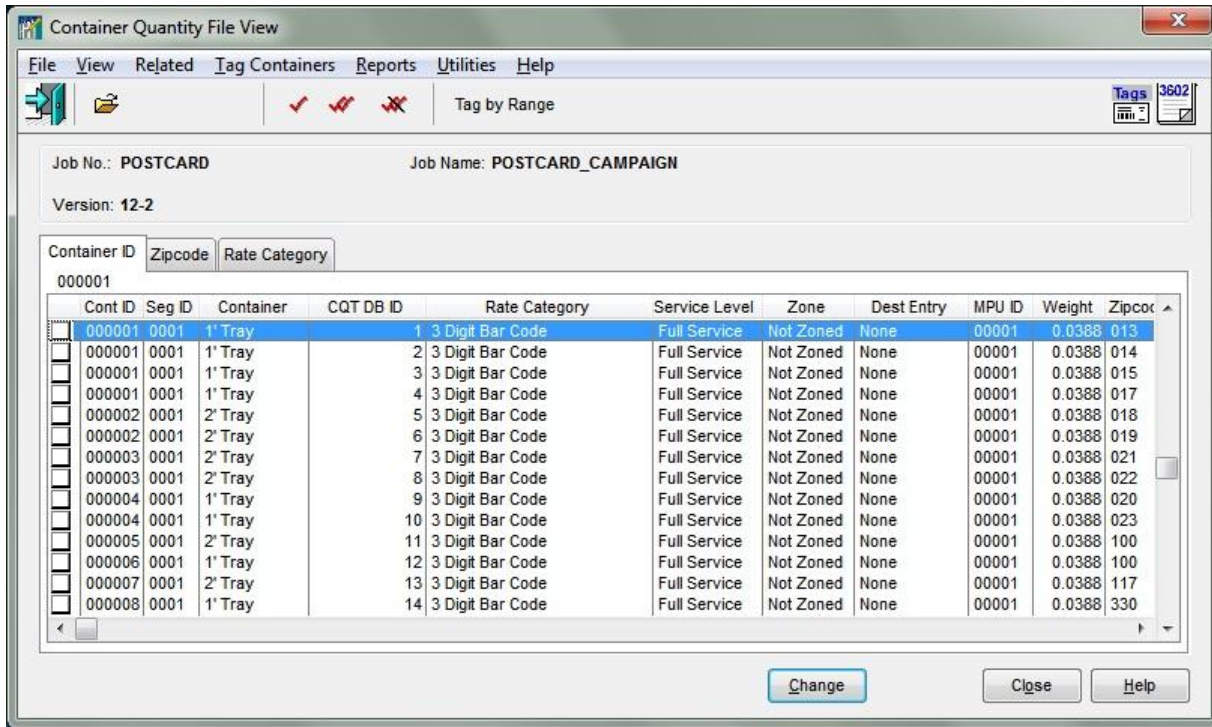 Container Quantity File View
File View Related Tag Containers Reports Utilities Help
Tag by Range Tags 3602
Job No.: POSTCARD Job Name: POSTCARD_CAMPAIGN
Version: 12-2
Container ID Zipcode Rate Category
000001
Cont ID Seg ID Container CQT DB ID Rate Category Service Level Zone Dest Entry MPU ID Weight Zipcod
000001 0001 1' Tray 1 3 Digit Bar Code Full Service Not Zoned None 00001 0.0388 013
000001 0001 1' Tray 2 3 Digit Bar Code Full Service Not Zoned None 00001 0.0388 014
000001 0001 1' Tray 3 3 Digit Bar Code Full Service Not Zoned None 00001 0.0388 015
000001 0001 1' Tray 4 3 Digit Bar Code Full Service Not Zoned None 00001 0.0388 017
000002 0001 2' Tray 5 3 Digit Bar Code Full Service Not Zoned None 00001 0.0388 018
000002 0001 2' Tray 6 3 Digit Bar Code Full Service Not Zoned None 00001 0.0388 019
000003 0001 2' Tray 7 3 Digit Bar Code Full Service Not Zoned None 00001 0.0388 021
000003 0001 2' Tray 8 3 Digit Bar Code Full Service Not Zoned None 00001 0.0388 022
000004 0001 1' Tray 9 3 Digit Bar Code Full Service Not Zoned None 00001 0.0388 020
000004 0001 1' Tray 10 3 Digit Bar Code Full Service Not Zoned None 00001 0.0388 023
000005 0001 2' Tray 11 3 Digit Bar Code Full Service Not Zoned None 00001 0.0388 100
000006 0001 1' Tray 12 3 Digit Bar Code Full Service Not Zoned None 00001 0.0388 100
000007 0001 2' Tray 13 3 Digit Bar Code Full Service Not Zoned None 00001 0.0388 117
000008 0001 1' Tray 14 3 Digit Bar Code Full Service Not Zoned None 00001 0.0388 330
Change Close Help